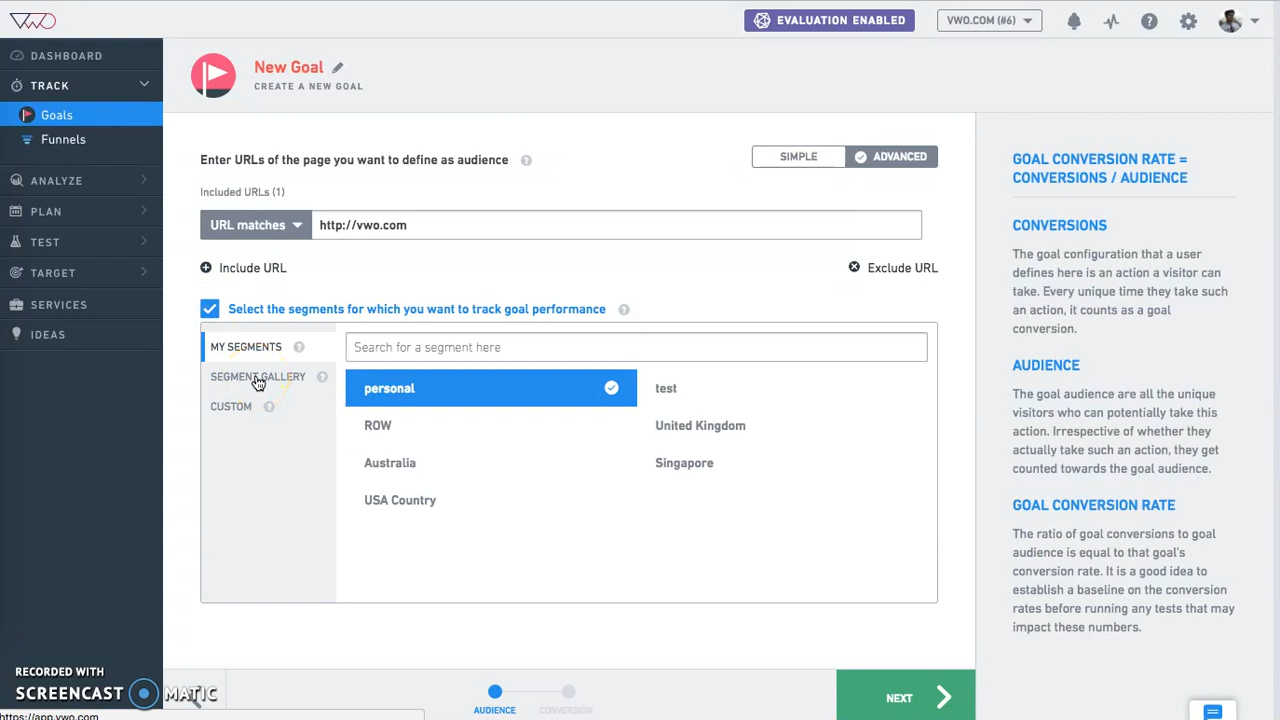 VWO
EVALUATION ENABLED
VWO.COM (#6)
DASHBOARD
TRACK
Goals
Funnels
ANALYZE
PLAN
TEST
TARGET
SERVICES
IDEAS
New Goal
CREATE A NEW GOAL
Enter URLs of the page you want to define as audience ?
SIMPLE
ADVANCED
Included URLs (1)
URL matches
http://vwo.com
Include URL
Exclude URL
Select the segments for which you want to track goal performance ?
MY SEGMENTS ?
SEGMENT GALLERY ?
CUSTOM ?
Search for a segment here
personal
test
ROW
United Kingdom
Australia
Singapore
USA Country
AUDIENCE
CONVERSION
NEXT
GOAL CONVERSION RATE =
CONVERSIONS / AUDIENCE
CONVERSIONS
The goal configuration that a user
defines here is an action a visitor can
take. Every unique time they take such
an action, it counts as a goal
conversion.
AUDIENCE
The goal audience are all the unique
visitors who can potentially take this
action. Irrespective of whether they
actually take such an action, they get
counted towards the goal audience.
GOAL CONVERSION RATE
The ratio of goal conversions to goal
audience is equal to that goal's
conversion rate. It is a good idea to
establish a baseline on the conversion
rates before running any tests that may
impact these numbers.
RECORDED WITH
SCREENCAST MATIC
https://app.vwo.com